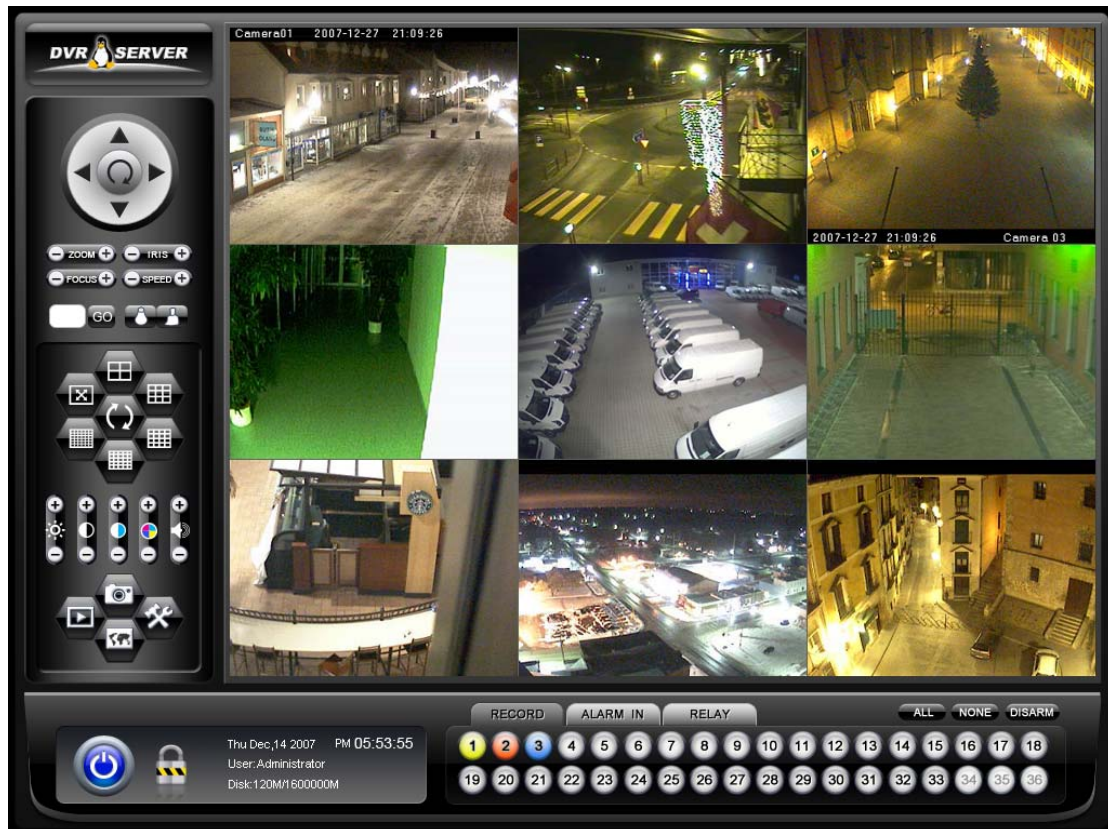 DVR SERVER
Camera01 2007-12-27 21:09:26
2007-12-27 21:09:26 Camera 03
ZOOM IRIS
FOCUS SPEED
GO
RECORD ALARM IN RELAY ALL NONE DISARM
Thu Dec,14 2007 PM 05:53:55
User:Administrator
Disk:120M/1600000M
1 2 3 4 5 6 7 8 9 10 11 12 13 14 15 16 17 18
19 20 21 22 23 24 25 26 27 28 29 30 31 32 33 34 35 36